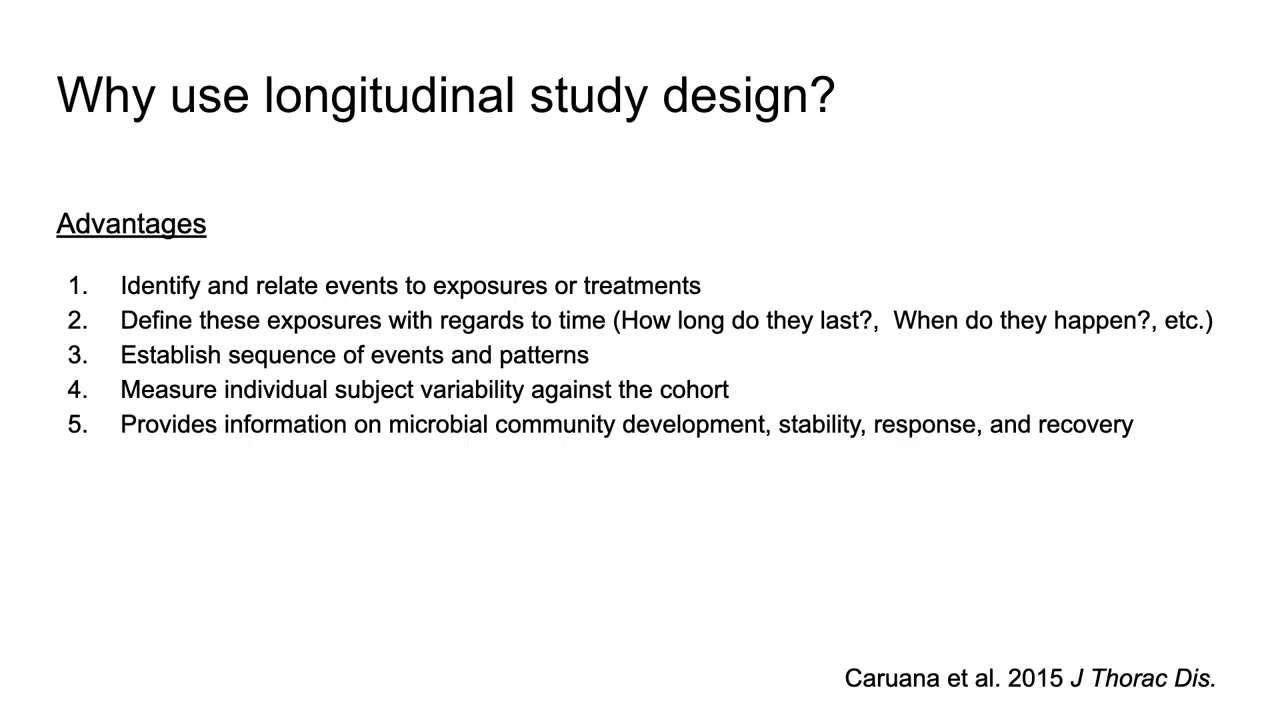 Why use longitudinal study design?
Advantages
1. Identify and relate events to exposures or treatments
2. Define these exposures with regards to time (How long do they last?,  When do they happen?, etc.)
3. Establish sequence of events and patterns
4. Measure individual subject variability against the cohort
5. Provides information on microbial community development, stability, response, and recovery
Caruana et al. 2015 J Thorac Dis.